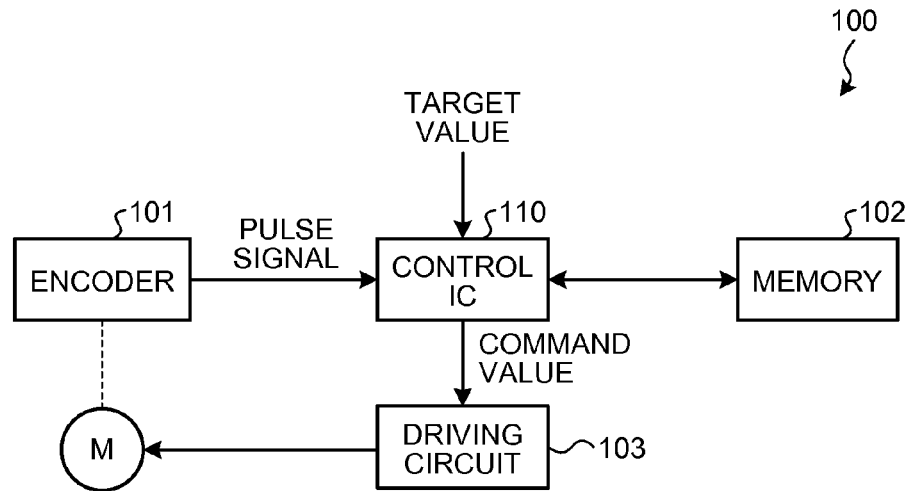 100
TARGET
VALUE
101
PULSE
SIGNAL
110
102
ENCODER
CONTROL
IC
MEMORY
COMMAND
VALUE
M
DRIVING
CIRCUIT
103